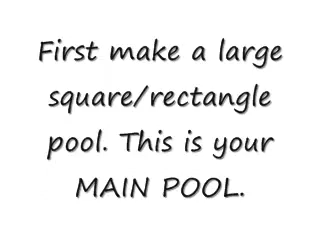 First make a large
square/rectangle
pool. This is your
MAIN POOL.